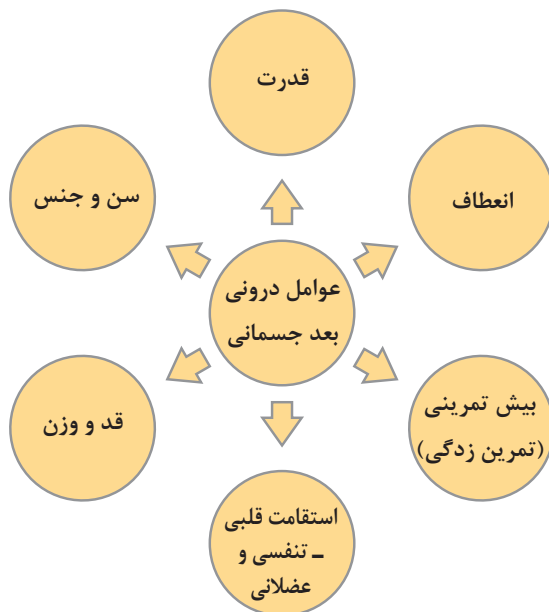 قدرت
انعطاف
سن و جنس
عوامل درونی
بعد جسمانی
بیش تمرینی
(تمرین زدگی)
قد و وزن
استقامت قلبی
ـ تنفسی و
عضلانی